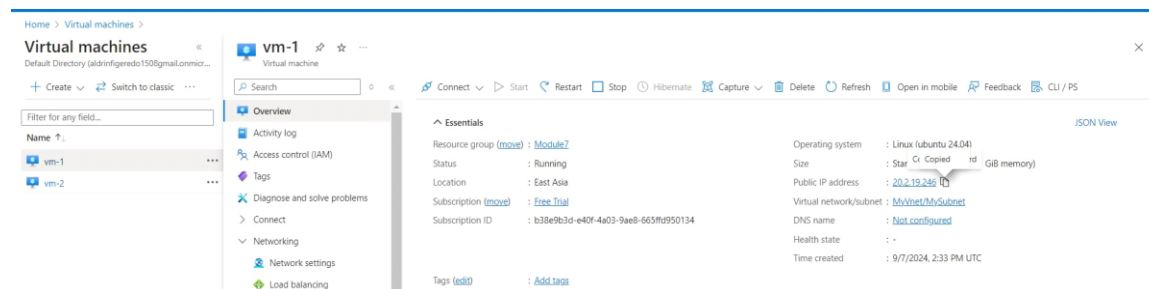 Home > Virtual machines >
Virtual machines «
Default Directory (aldrinfigeredo1508gmail.onmicr...
+ Create Switch to classic ...
Filter for any field...
Name ↑↓
vm-1 ...
vm-2 ...
vm-1 ...
Virtual machine
Search «
Overview
Activity log
Access control (IAM)
Tags
Diagnose and solve problems
> Connect
Networking
Network settings
Load balancing
Connect Start Restart Stop Hibernate Capture Delete Refresh Open in mobile Feedback CLI / PS
Essentials
JSON View
Resource group (move) : Module7
Status : Running
Location : East Asia
Subscription (move) : Free Trial
Subscription ID : b38e9b3d-e40f-4a03-9ae8-665ffd950134
Operating system : Linux (ubuntu 24.04)
Size : Star GiB memory)
Copied
Public IP address : 20.2.19.246
Virtual network/subnet : MyVnet/MySubnet
DNS name : Not configured
Health state : -
Time created : 9/7/2024, 2:33 PM UTC
Tags (edit) : Add tags